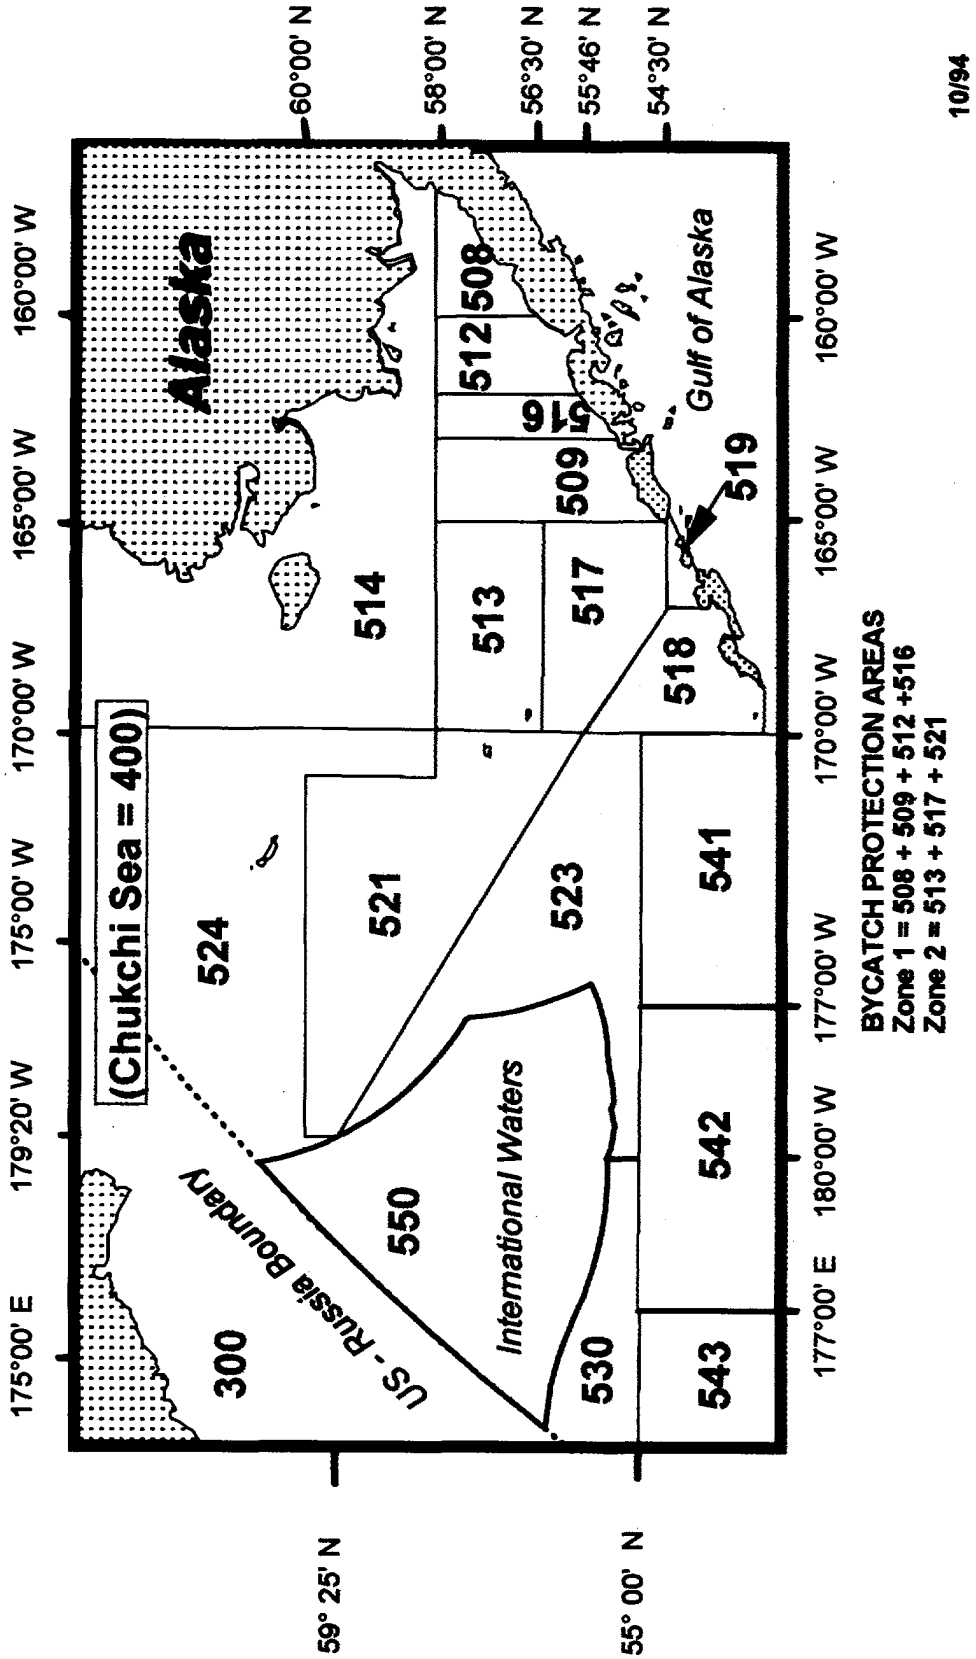 175°00' E
179°20' W
175°00' W
170°00' W
165°00' W
160°00' W
(Chukchi Sea = 400)
Alaska
60°00' N
58°00' N
56°30' N
55°46' N
54°30' N
59° 25' N
55° 00' N
300
US - Russia Boundary
524
514
521
550
International Waters
513
512
508
516
509
517
523
518
519
530
Gulf of Alaska
543
542
541
177°00' E
180°00' W
177°00' W
170°00' W
165°00' W
160°00' W
BYCATCH PROTECTION AREAS
Zone 1 = 508 + 509 + 512 +516
Zone 2 = 513 + 517 + 521
10/94